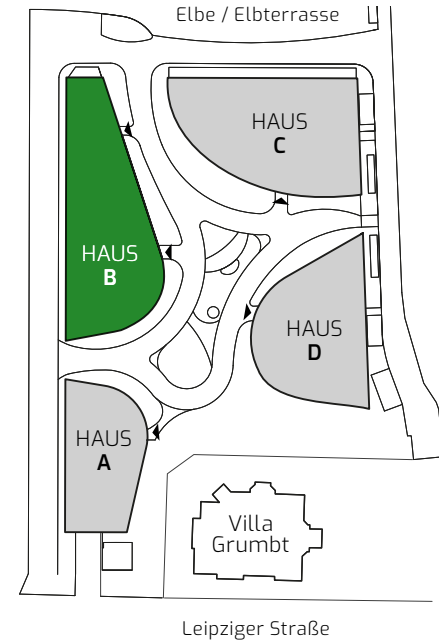 Elbe / Elbterrasse
HAUS
C
HAUS
B
HAUS
D
HAUS
A
Villa
Grumbt
Leipziger Straße